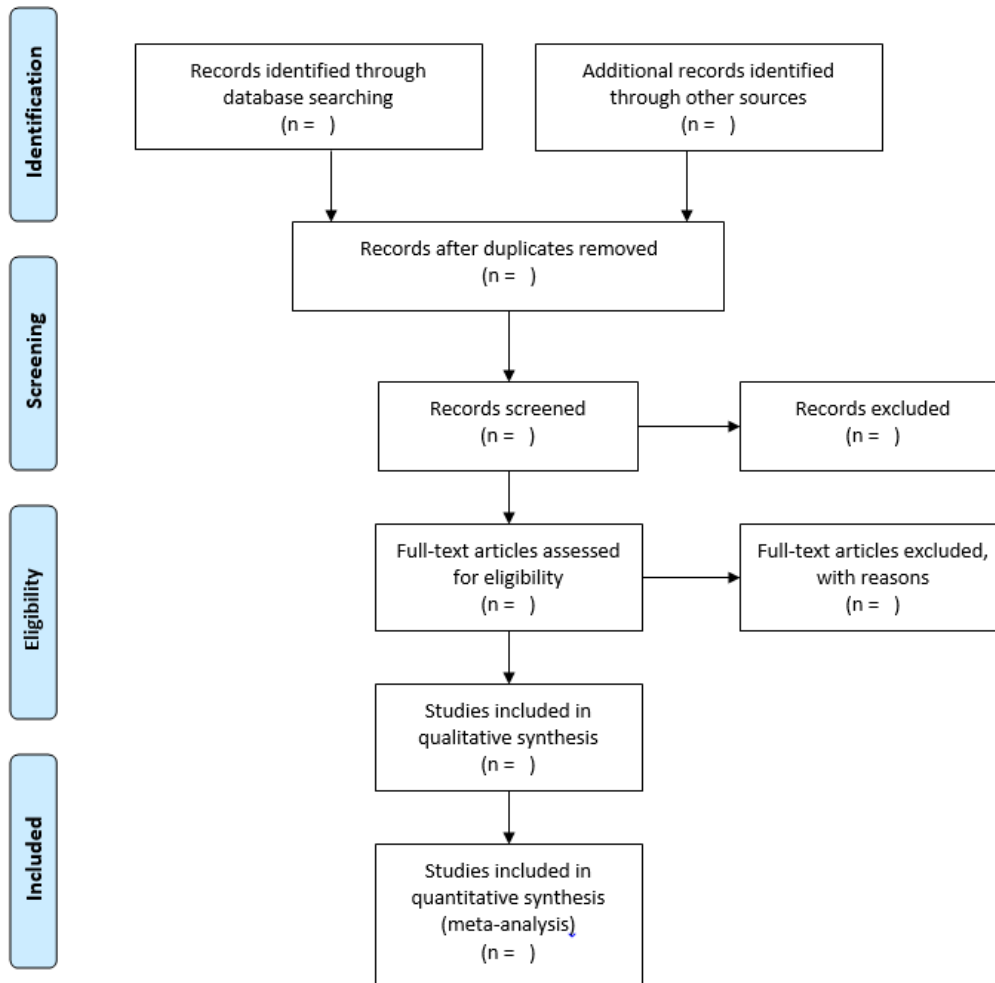 Identification
Records identified through
database searching
(n =   )
Additional records identified
through other sources
(n =   )
Screening
Records after duplicates removed
(n =   )
Records screened
(n =   )
Records excluded
(n =   )
Eligibility
Full-text articles assessed
for eligibility
(n =   )
Full-text articles excluded,
with reasons
(n =   )
Studies included in
qualitative synthesis
(n =   )
Included
Studies included in
quantitative synthesis
(meta-analysis)
(n =   )